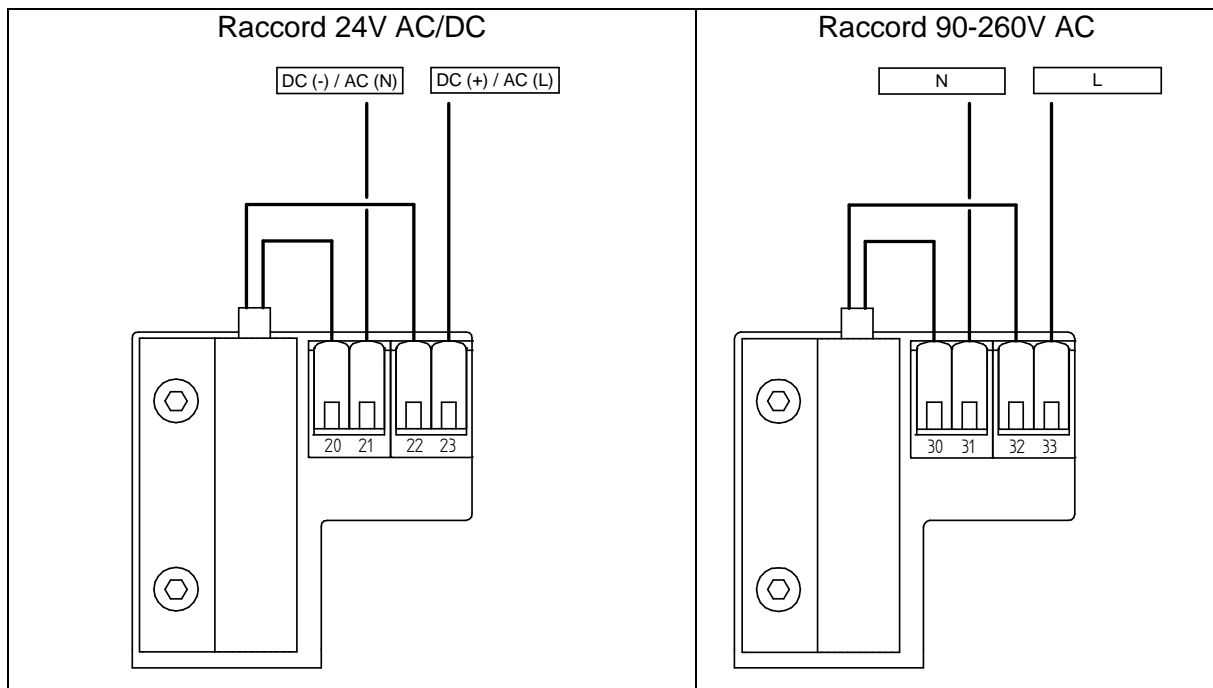 Raccord 24V AC/DC
DC (-) / AC (N)
DC (+) / AC (L)
20 21 22 23
Raccord 90-260V AC
N
L
30 31 32 33